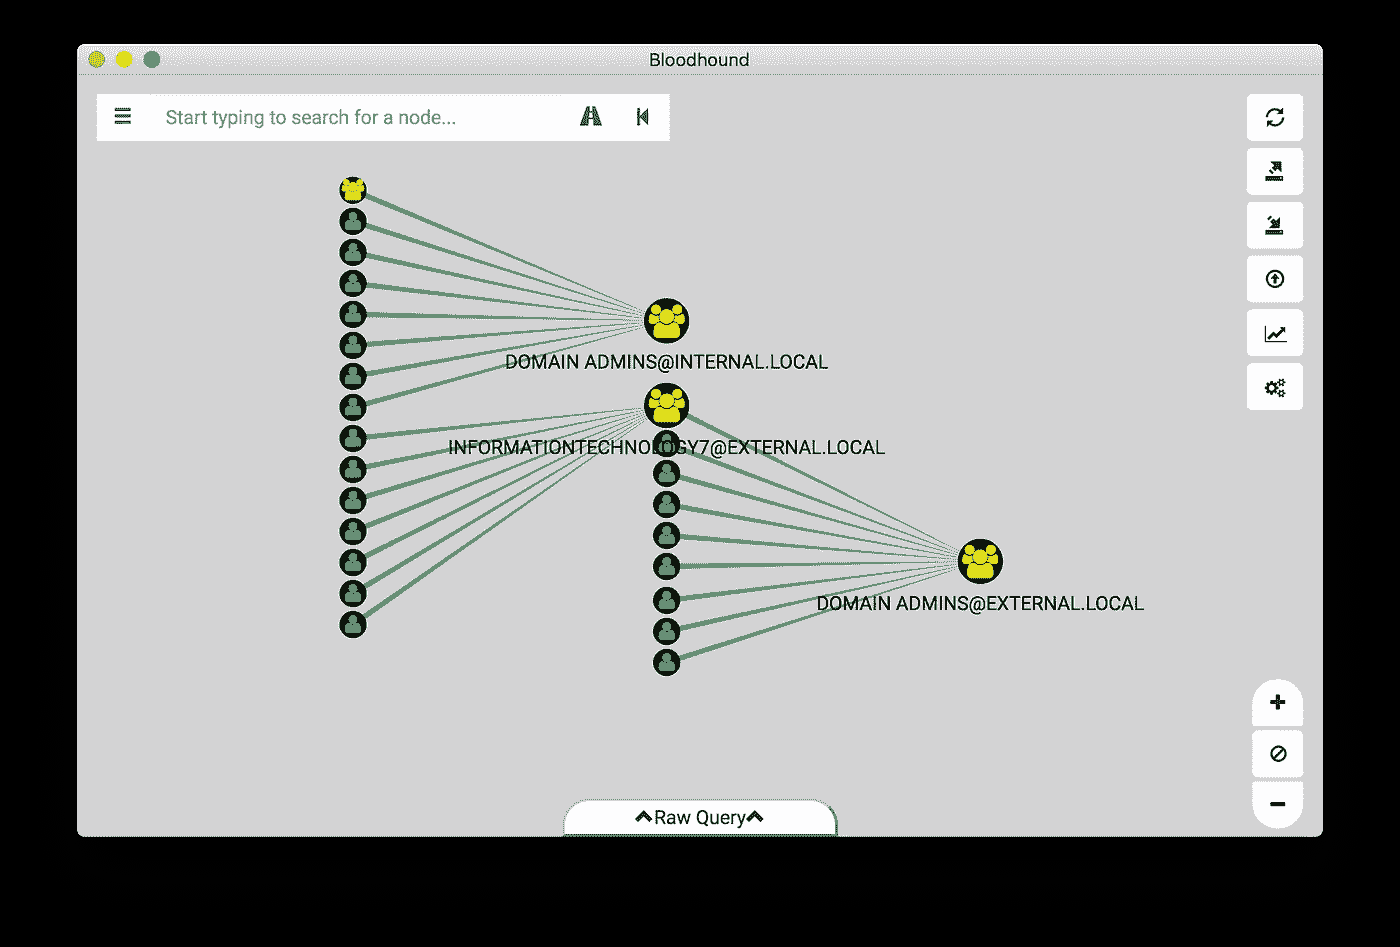 Bloodhound
Start typing to search for a node...
DOMAIN ADMINS@INTERNAL.LOCAL
INFORMATIONTECHNOLOGY7@EXTERNAL.LOCAL
DOMAIN ADMINS@EXTERNAL.LOCAL
Raw Query